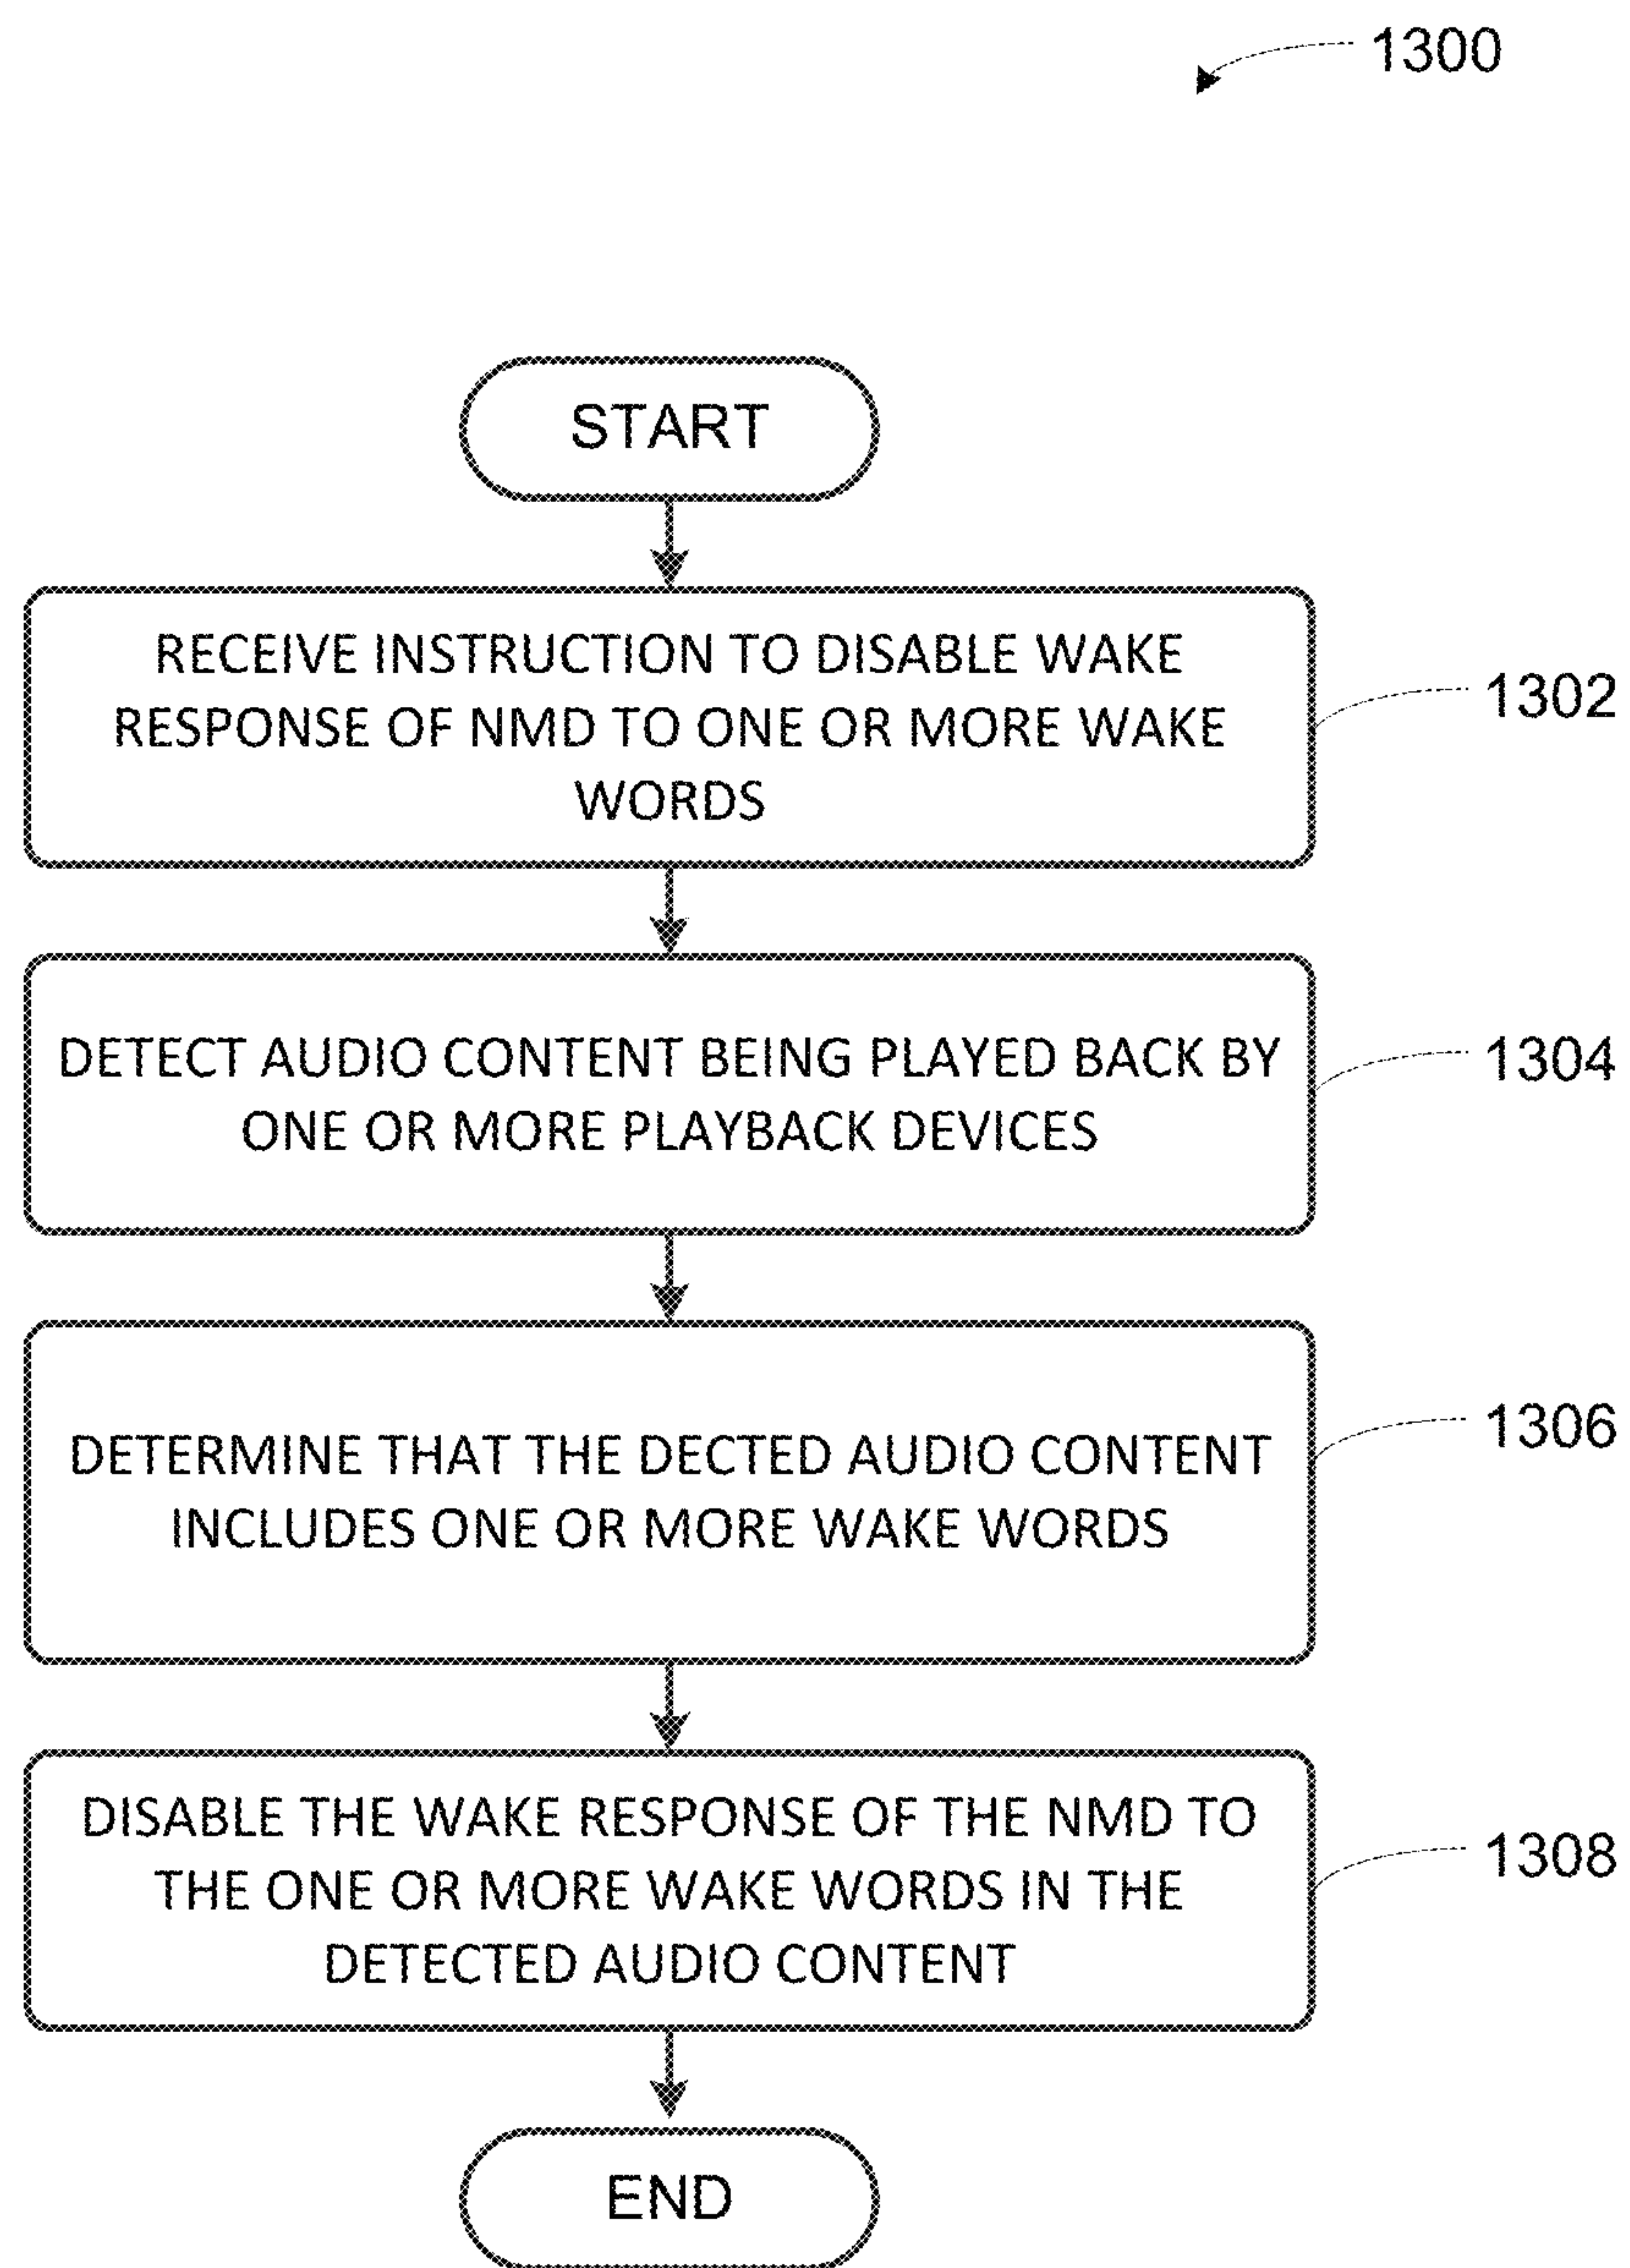 1300
START
RECEIVE INSTRUCTION TO DISABLE WAKE
RESPONSE OF NMD TO ONE OR MORE WAKE
WORDS
1302
DETECT AUDIO CONTENT BEING PLAYED BACK BY
ONE OR MORE PLAYBACK DEVICES
1304
DETERMINE THAT THE DECTED AUDIO CONTENT
INCLUDES ONE OR MORE WAKE WORDS
1306
DISABLE THE WAKE RESPONSE OF THE NMD TO
THE ONE OR MORE WAKE WORDS IN THE
DETECTED AUDIO CONTENT
1308
END